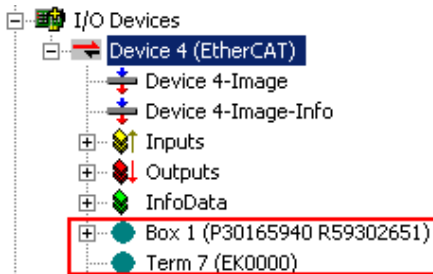 I/O Devices
Device 4 (EtherCAT)
Device 4-Image
Device 4-Image-Info
Inputs
Outputs
InfoData
Box 1 (P30165940 R59302651)
Term 7 (EK0000)